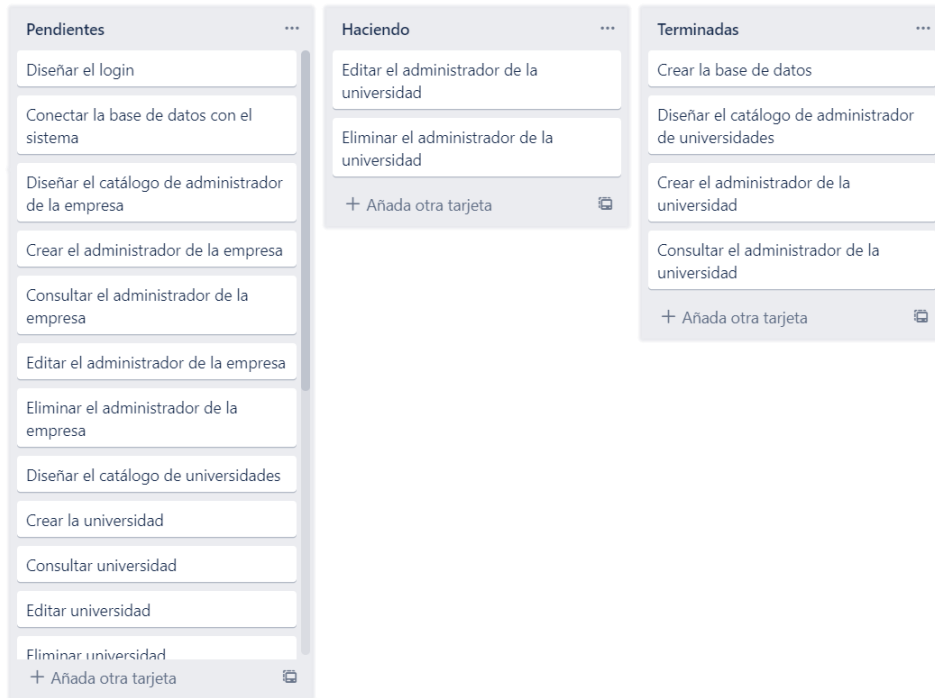 Pendientes
Diseñar el login
Conectar la base de datos con el
sistema
Diseñar el catálogo de administrador
de la empresa
Crear el administrador de la empresa
Consultar el administrador de la
empresa
Editar el administrador de la empresa
Eliminar el administrador de la
empresa
Diseñar el catálogo de universidades
Crear la universidad
Consultar universidad
Editar universidad
Eliminar universidad
+ Añada otra tarjeta
Haciendo
Editar el administrador de la
universidad
Eliminar el administrador de la
universidad
+ Añada otra tarjeta
Terminadas
Crear la base de datos
Diseñar el catálogo de administrador
de universidades
Crear el administrador de la
universidad
Consultar el administrador de la
universidad
+ Añada otra tarjeta